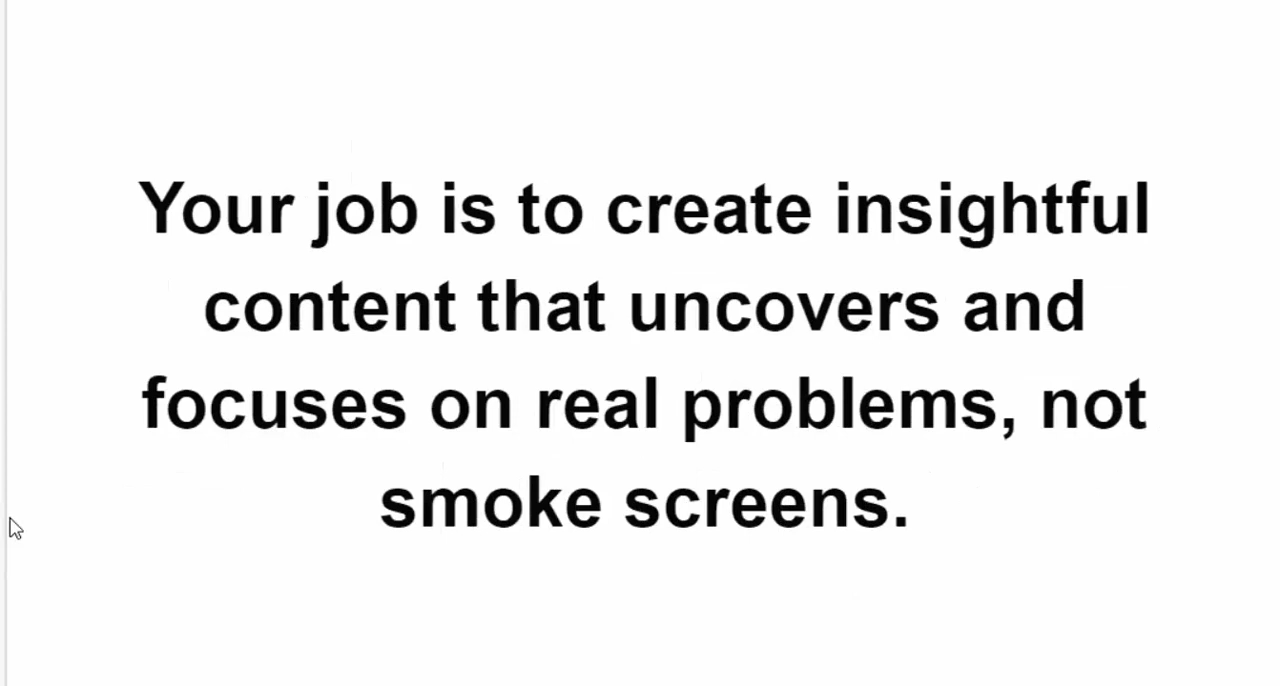 Your job is to create insightful
content that uncovers and
focuses on real problems, not
smoke screens.